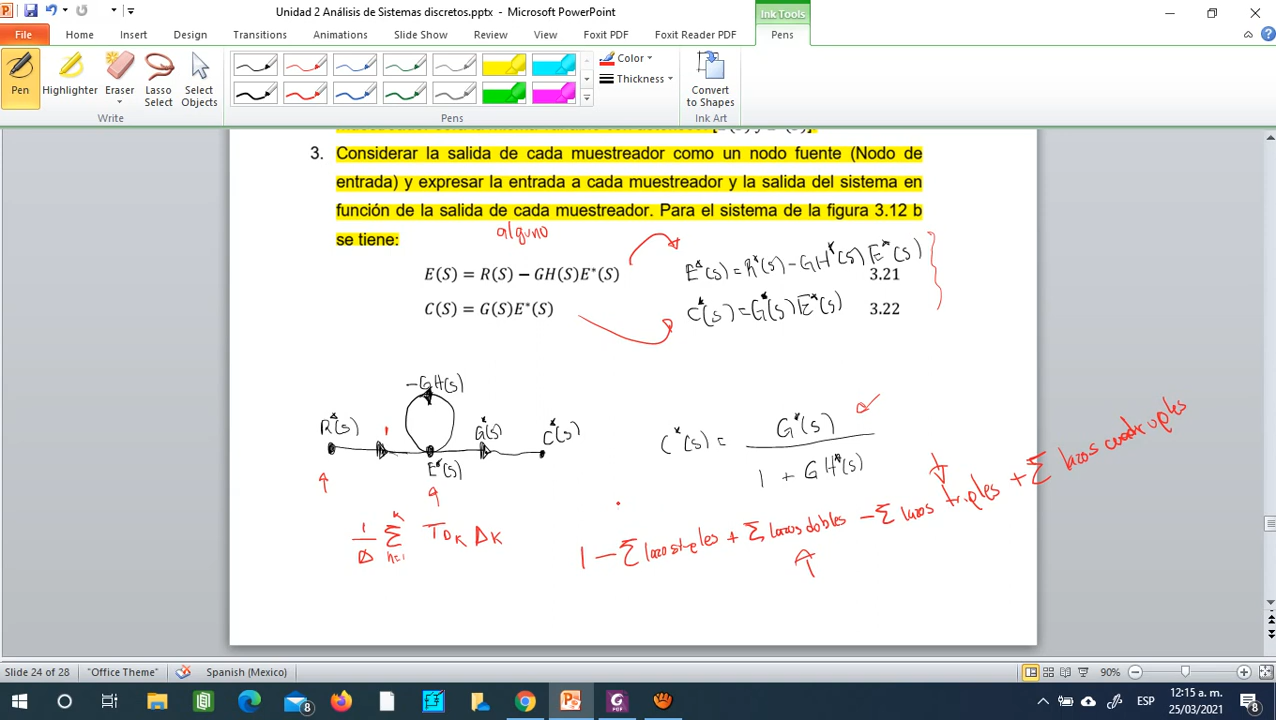 Unidad 2 Análisis de Sistemas discretos.pptx - Microsoft PowerPoint
Ink Tools
File Home Insert Design Transitions Animations Slide Show Review View Foxit PDF Foxit Reader PDF Pens
Pen Highlighter Eraser Lasso Select Select Objects
Color
Thickness
Convert to Shapes
Write Pens Ink Art
3. Considerar la salida de cada muestreador como un nodo fuente (Nodo de
entrada) y expresar la entrada a cada muestreador y la salida del sistema en
función de la salida de cada muestreador. Para el sistema de la figura 3.12 b
se tiene:
alguno
E(S) = R(S) − GH(S)E*(S)
E*(S) = R*(S) − GH*(S) E*(S)
3.21
C(S) = G(S)E*(S)
C*(S) = G*(S) E*(S)
3.22
−GH*(S)
R*(S) 1 G*(S) C*(S)
E*(S)
C*(S) = G*(S)
1 + GH*(S)
1/Δ Σ k n=1 T0K ΔK
1 − Σ lazos simples + Σ lazos dobles − Σ lazos triples + Σ lazos cuadruples
Slide 24 of 28 "Office Theme" Spanish (Mexico) 90%
ESP 12:15 a. m. 25/03/2021 8